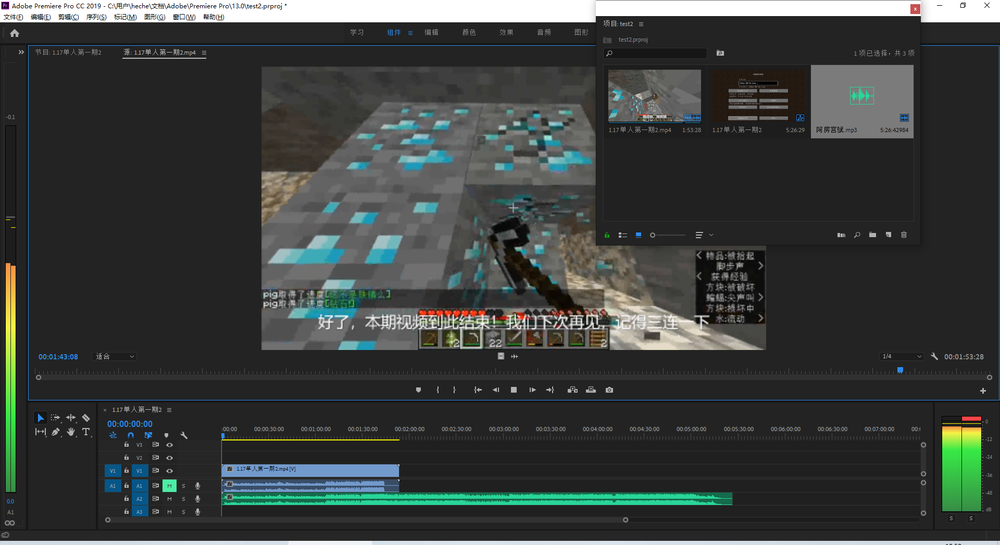 Adobe Premiere Pro CC 2019 - C:\用户\heche\文档\Adobe\Premiere Pro\13.0\test2.prproj *
文件(F) 编辑(E) 剪辑(C) 序列(S) 标记(M) 图形(G) 窗口(W) 帮助(H)
学习 组件 编辑 颜色 效果 音频 图形
节目: 1.17单人第一期2 源: 1.17单人第一期2.mp4
项目: test2
test2.prproj
1 项已选择，共 3 项
1.17单人第一期2.mp4 1:53:28
1.17单人第一期2 5:26:29
阿房宫赋.mp3 5:26:42984
-0.1
0.0
A1
< 物品:被拾起
脚步声 >
< 获得经验
方块:被破坏
蝙蝠:尖声叫 >
方块:损坏中
水:流动 >
pig取得了进度[这不是铁镐么]
pig取得了进度[钻石!]
好了，本期视频到此结束！我们下次再见，记得三连一下
2 22 2
00:01:43:08 适合 1/4 00:01:53:28
× 1.17单人第一期2
00:00:00:00
:00:00 00:00:30:00 00:01:00:00 00:01:30:00 00:02:00:00 00:02:30:00 00:03:00:00 00:03:30:00 00:04:00:00 00:04:30:00 00:05:00:00 00:05:30:00 00:06:00:00 00:06:30:00 00:07:00:00 00:
V3
V2
V1 V1 fx 1.17单人第一期2.mp4 [V]
A1 A1 M S fx
A2 M S fx
A3 M S
0
-12
-24
-36
-48
dB
S S